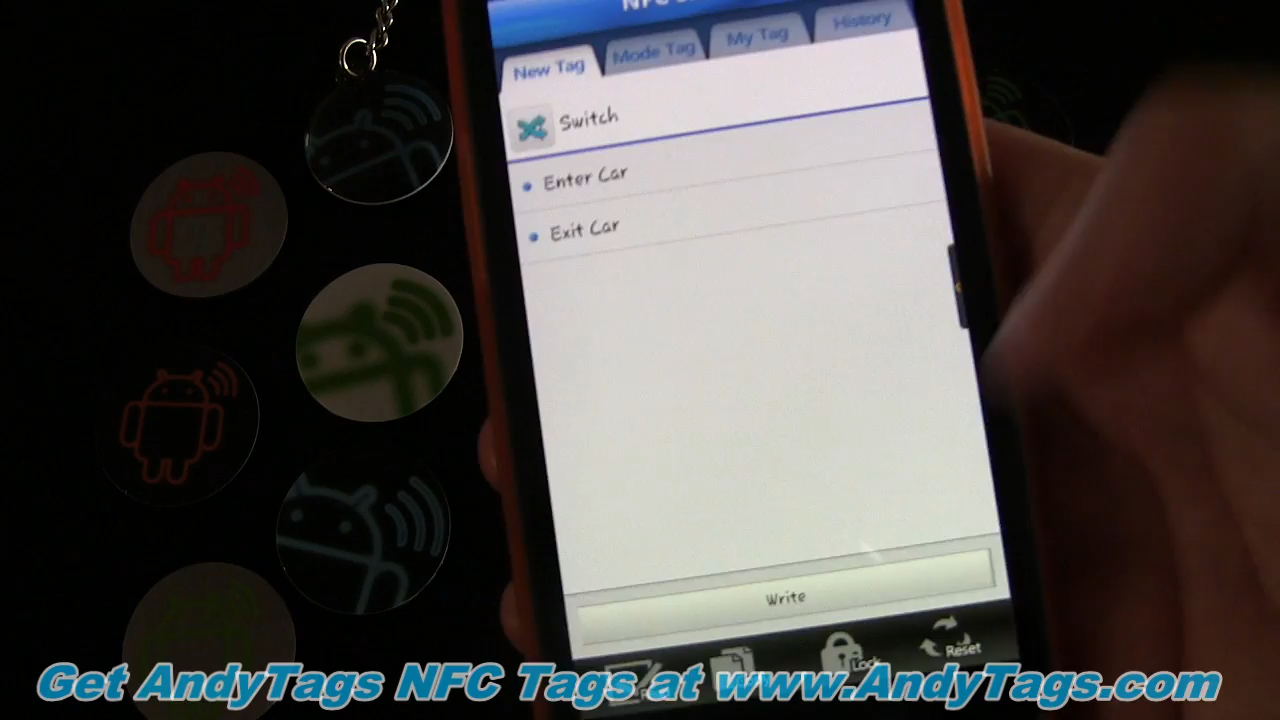 NFC
New Tag
Mode Tag
My Tag
History
Switch
Enter Car
Exit Car
Write
Lock
Reset
Get AndyTags NFC Tags at www.AndyTags.com